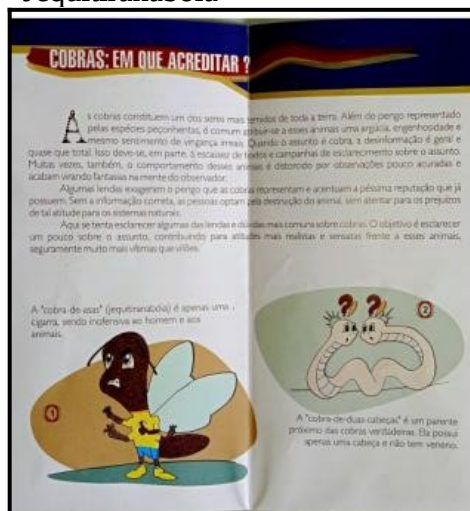 COBRAS: EM QUE ACREDITAR ?
As cobras constituem um dos seres mais temidos de toda a terra. Além do perigo representado
pelas espécies peçonhentas, é comum atribuir-se a esses animais uma argúcia, engenhosidade e
mesmo sentimento de vingança irreais. Quando o assunto é cobra, a desinformação é geral e
quase que total. Isso deve-se, em parte, à escassez de textos e campanhas de esclarecimento sobre o assunto.
Muitas vezes, também, o comportamento desses animais é distorcido por observações pouco acuradas e
acabam virando fantasias na mente do observador.
Algumas lendas exageram o perigo que as cobras representam e acentuam a péssima reputação que já
possuem. Sem a informação correta, as pessoas optam pela destruição do animal, sem atentar para os prejuízos
de tal atitude para os sistemas naturais.
Aqui se tenta esclarecer algumas das lendas e dúvidas mais comuns sobre cobras. O objetivo é esclarecer
um pouco sobre o assunto, contribuindo para atitudes mais realistas e sensatas frente a esses animais,
seguramente muito mais vítimas que vilões.
A "cobra-de-asas" (jequitiranabóia) é apenas uma
cigarra, sendo inofensiva ao homem e aos
animais.
1
2
A "cobra-de-duas cabeças" é um parente
próximo das cobras verdadeiras. Ela possui
apenas uma cabeça e não tem veneno.